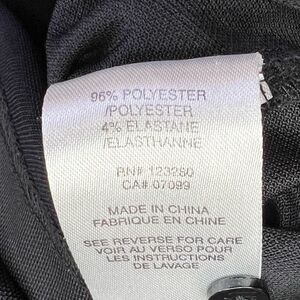 96% POLYESTER
/POLYESTER
4% ELASTANE
/ELASTHANNE
RN# 123260
CA# 07099
MADE IN CHINA
FABRIQUE EN CHINE
SEE REVERSE FOR CARE
VOIR AU VERSO POUR
LES INSTRUCTIONS
DE LAVAGE